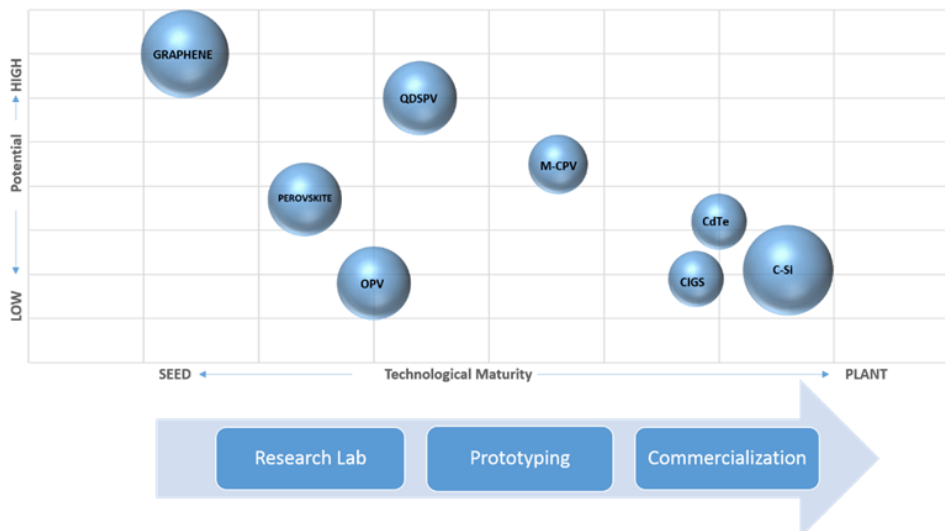 GRAPHENE
QDSPV
M-CPV
PEROVSKITE
CdTe
OPV
CIGS
C-Si
HIGH
Potential
LOW
SEED
Technological Maturity
PLANT
Research Lab
Prototyping
Commercialization